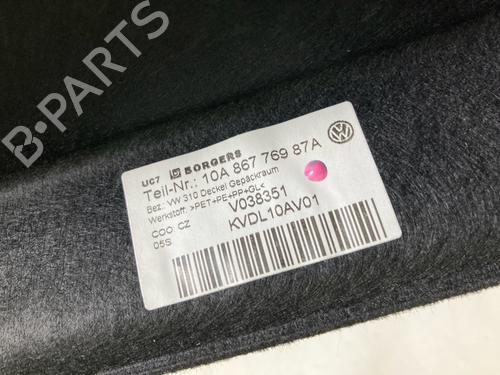 B-PARTS
UC7 BORGERS
Teil-Nr.: 10A 867 769 87A
Bez.: VW 310 Deckel Gepäckraum
Werkstoff: >PET+PE+PP+GL<
COO CZ V038351
05S KVDL10AV01